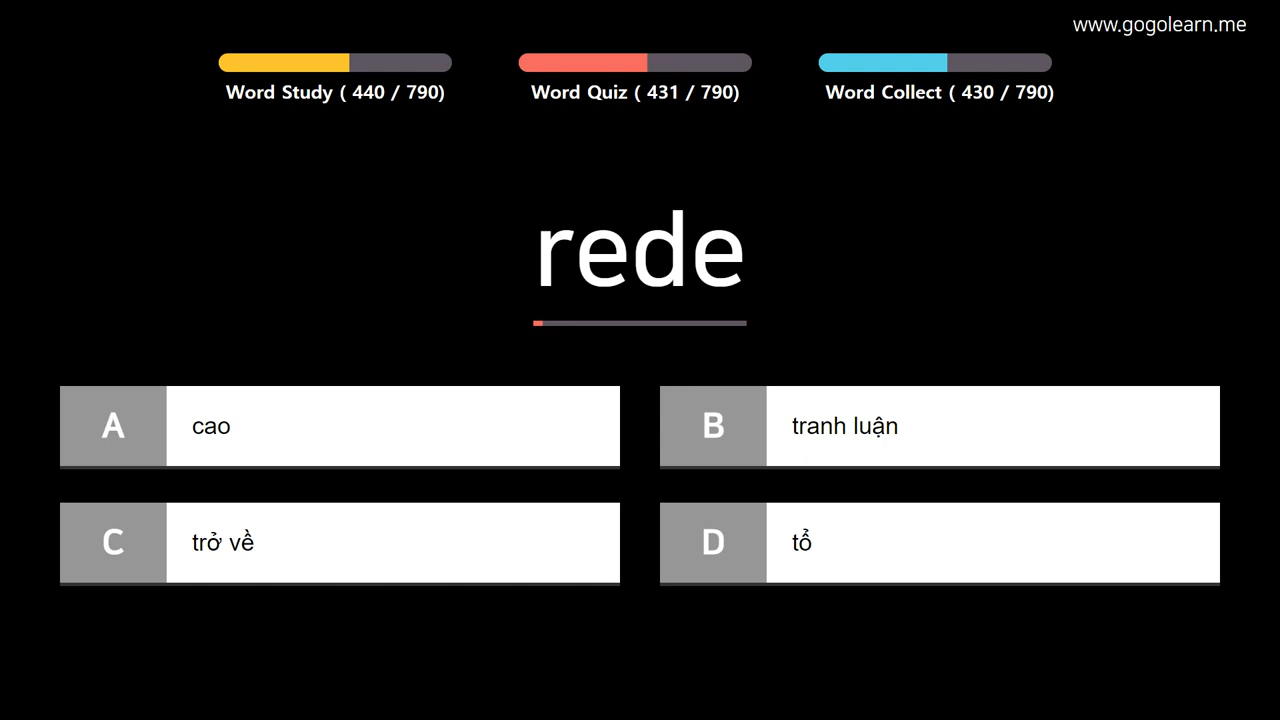 www.gogolearn.me
Word Study ( 440 / 790)
Word Quiz ( 431 / 790)
Word Collect ( 430 / 790)
rede
A cao
B tranh luận
C trở về
D tổ